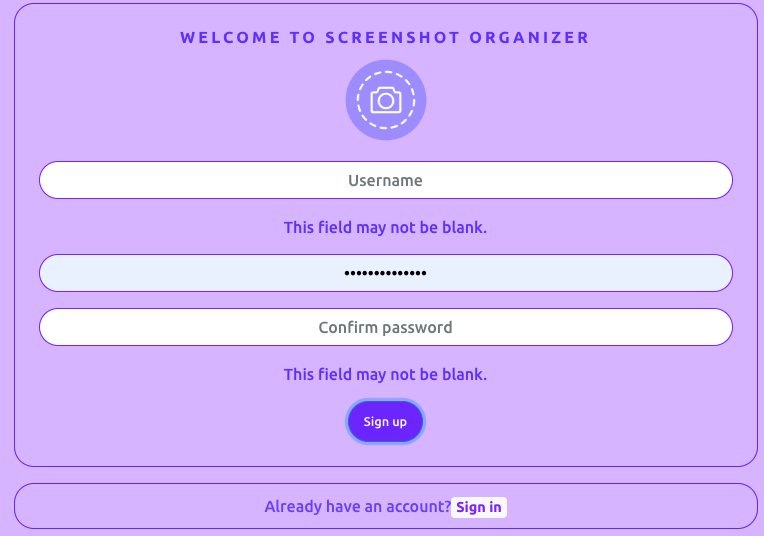 WELCOME TO SCREENSHOT ORGANIZER
Username
This field may not be blank.
••••••••••••••
Confirm password
This field may not be blank.
Sign up
Already have an account? Sign in